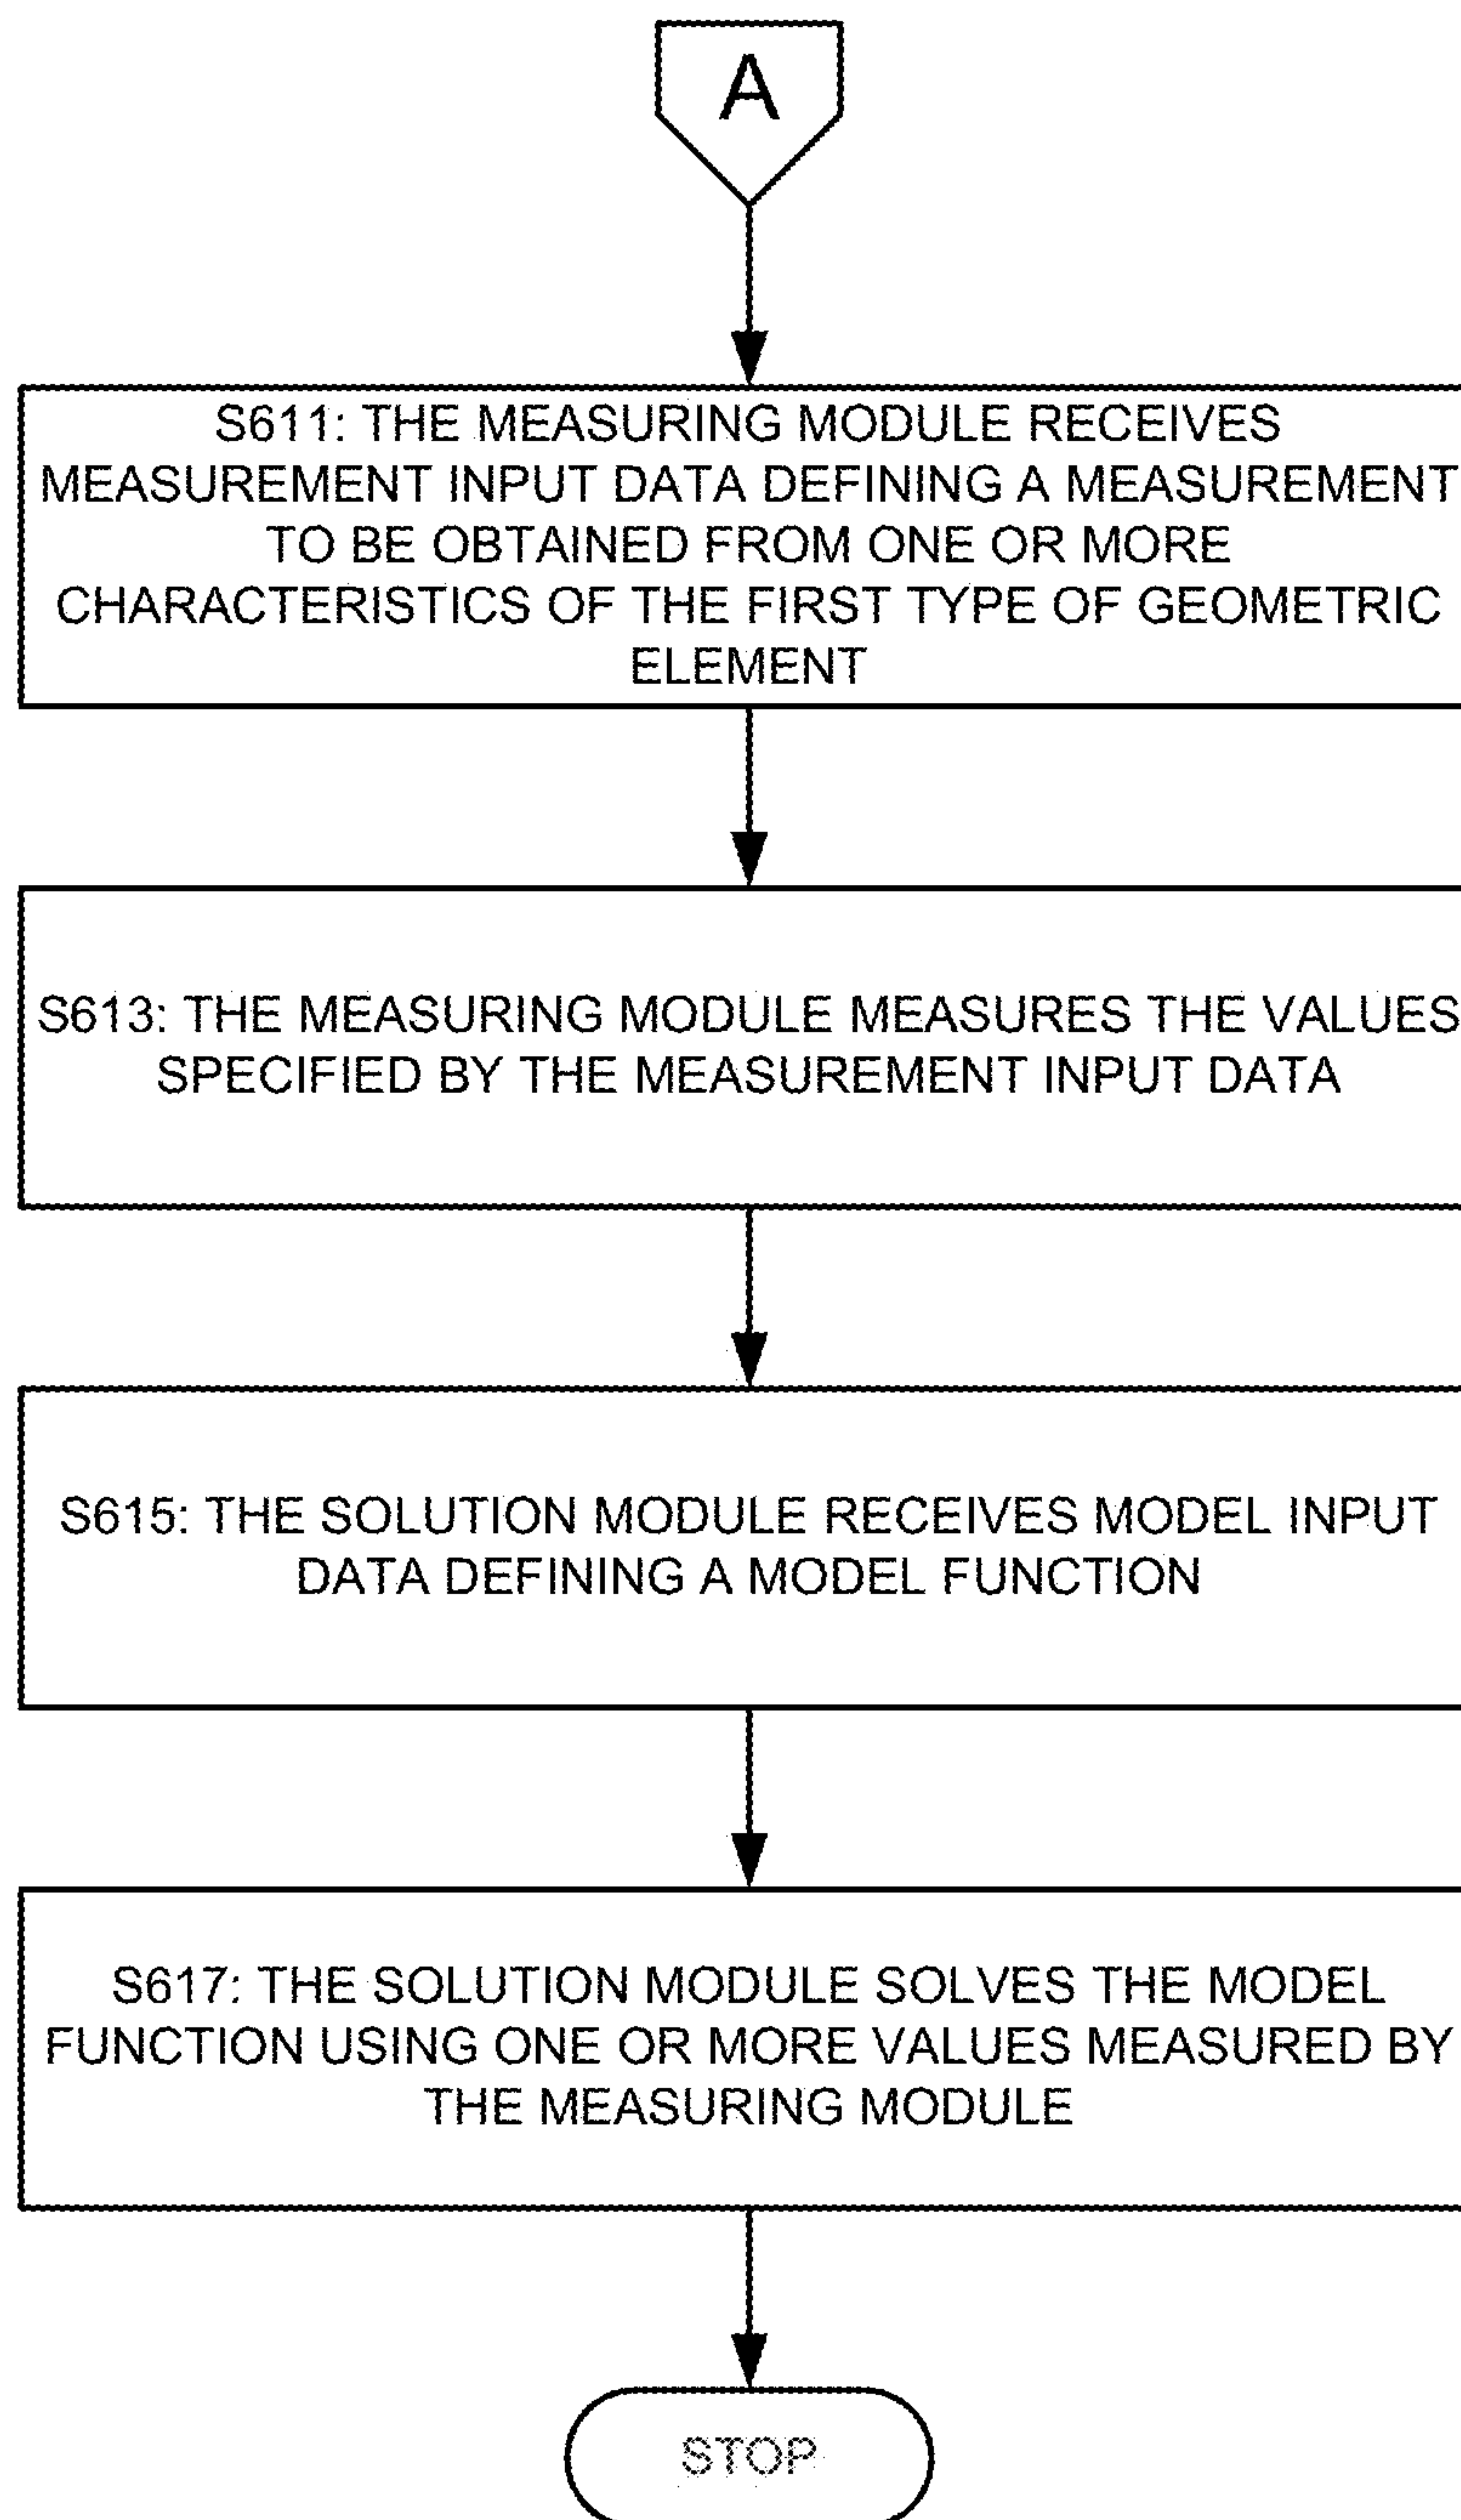 A
S611: THE MEASURING MODULE RECEIVES
MEASUREMENT INPUT DATA DEFINING A MEASUREMENT
TO BE OBTAINED FROM ONE OR MORE
CHARACTERISTICS OF THE FIRST TYPE OF GEOMETRIC
ELEMENT
S613: THE MEASURING MODULE MEASURES THE VALUES
SPECIFIED BY THE MEASUREMENT INPUT DATA
S615: THE SOLUTION MODULE RECEIVES MODEL INPUT
DATA DEFINING A MODEL FUNCTION
S617: THE SOLUTION MODULE SOLVES THE MODEL
FUNCTION USING ONE OR MORE VALUES MEASURED BY
THE MEASURING MODULE
STOP